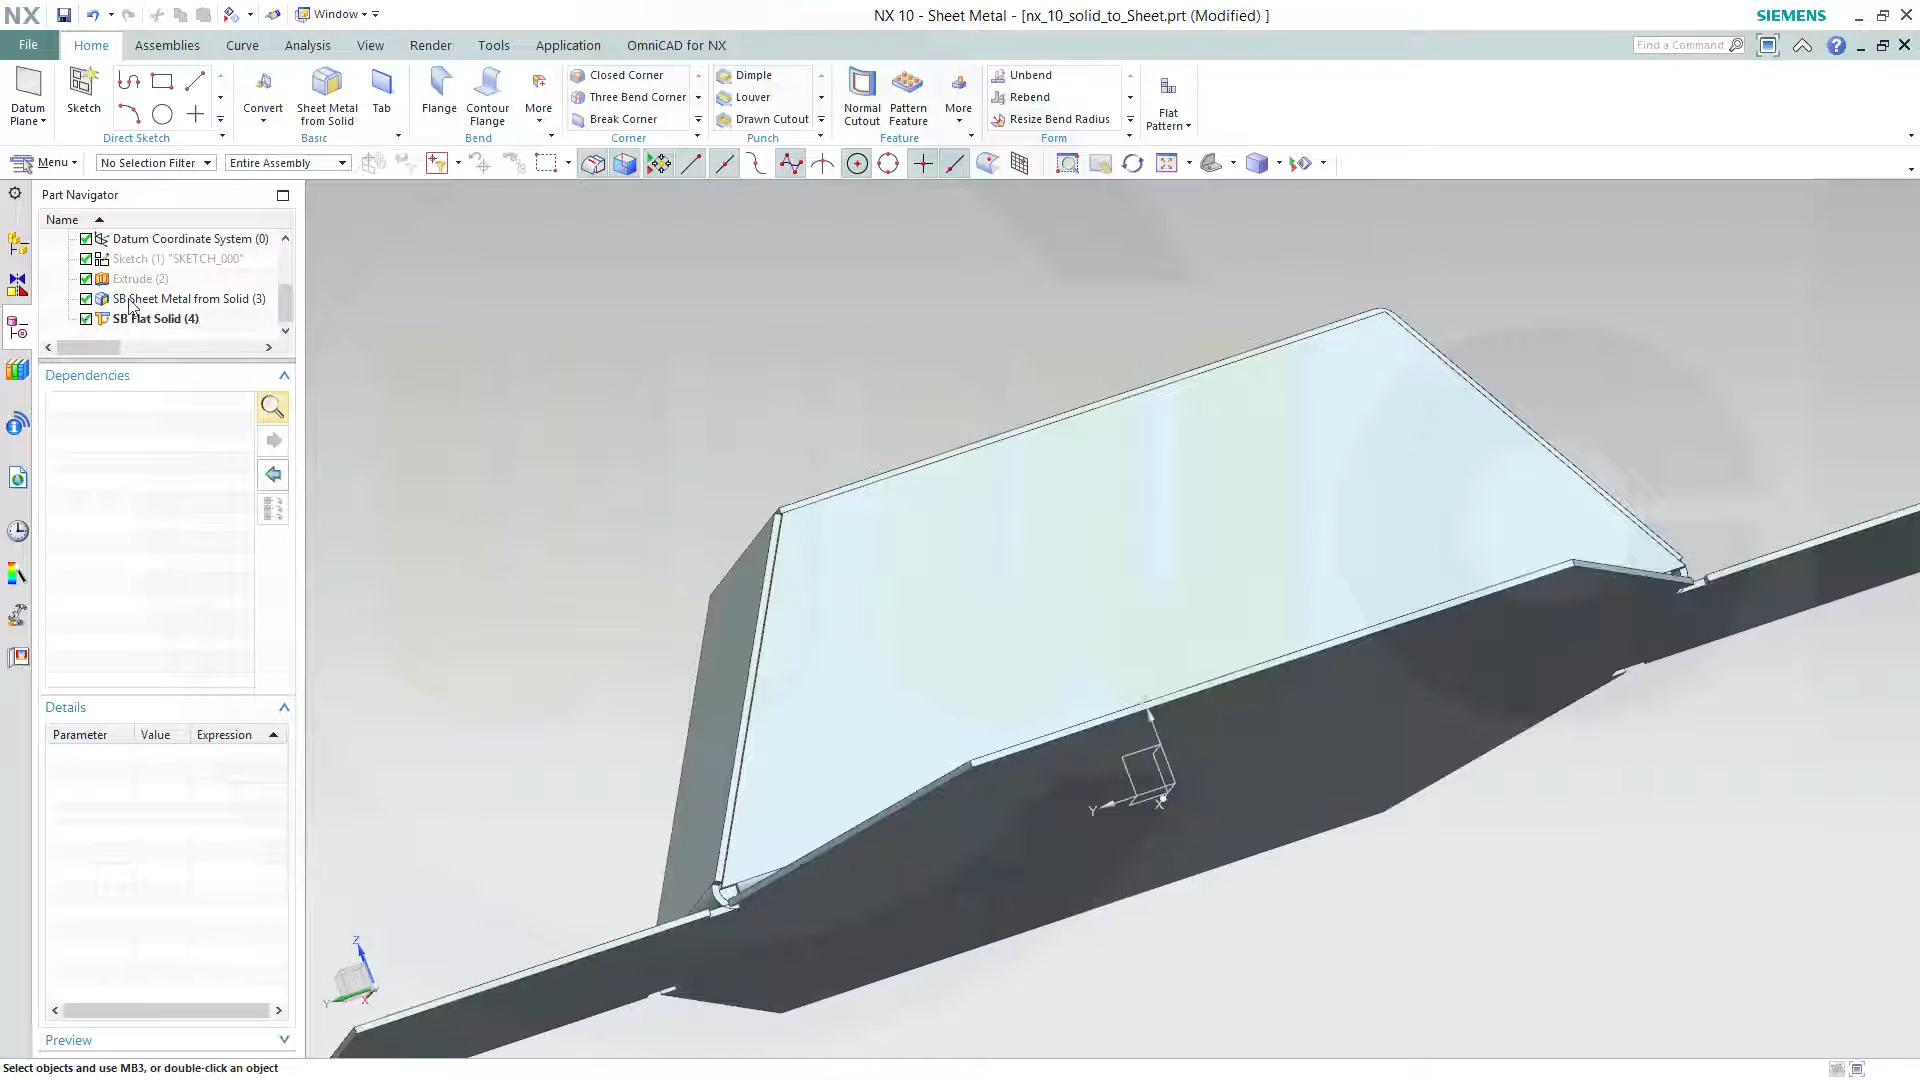 NX
Window
NX 10 - Sheet Metal - [nx_10_solid_to_Sheet.prt (Modified) ]
SIEMENS
File
Home
Assemblies
Curve
Analysis
View
Render
Tools
Application
OmniCAD for NX
Find a Command
Datum
Plane
Sketch
Direct Sketch
Convert
Sheet Metal
from Solid
Tab
Basic
Flange
Contour
Flange
More
Bend
Closed Corner
Three Bend Corner
Break Corner
Corner
Dimple
Louver
Drawn Cutout
Punch
Normal
Cutout
Pattern
Feature
More
Feature
Unbend
Rebend
Resize Bend Radius
Form
Flat
Pattern
Menu
No Selection Filter
Entire Assembly
Part Navigator
Name
Datum Coordinate System (0)
Sketch (1) "SKETCH_000"
Extrude (2)
SB Sheet Metal from Solid (3)
SB Flat Solid (4)
Dependencies
Details
Parameter
Value
Expression
Preview
Y
X
Z
Y
X
Select objects and use MB3, or double-click an object